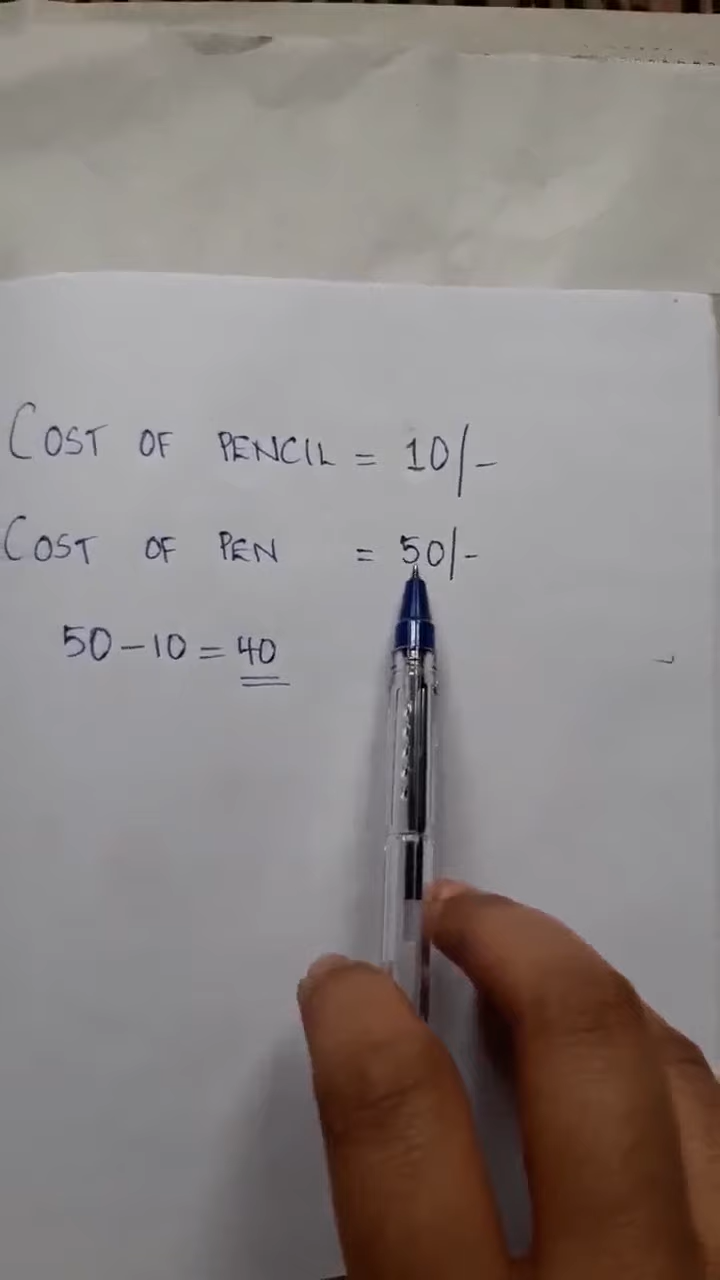 COST OF PENCIL = 10/-
COST OF PEN = 50/-
50-10=40